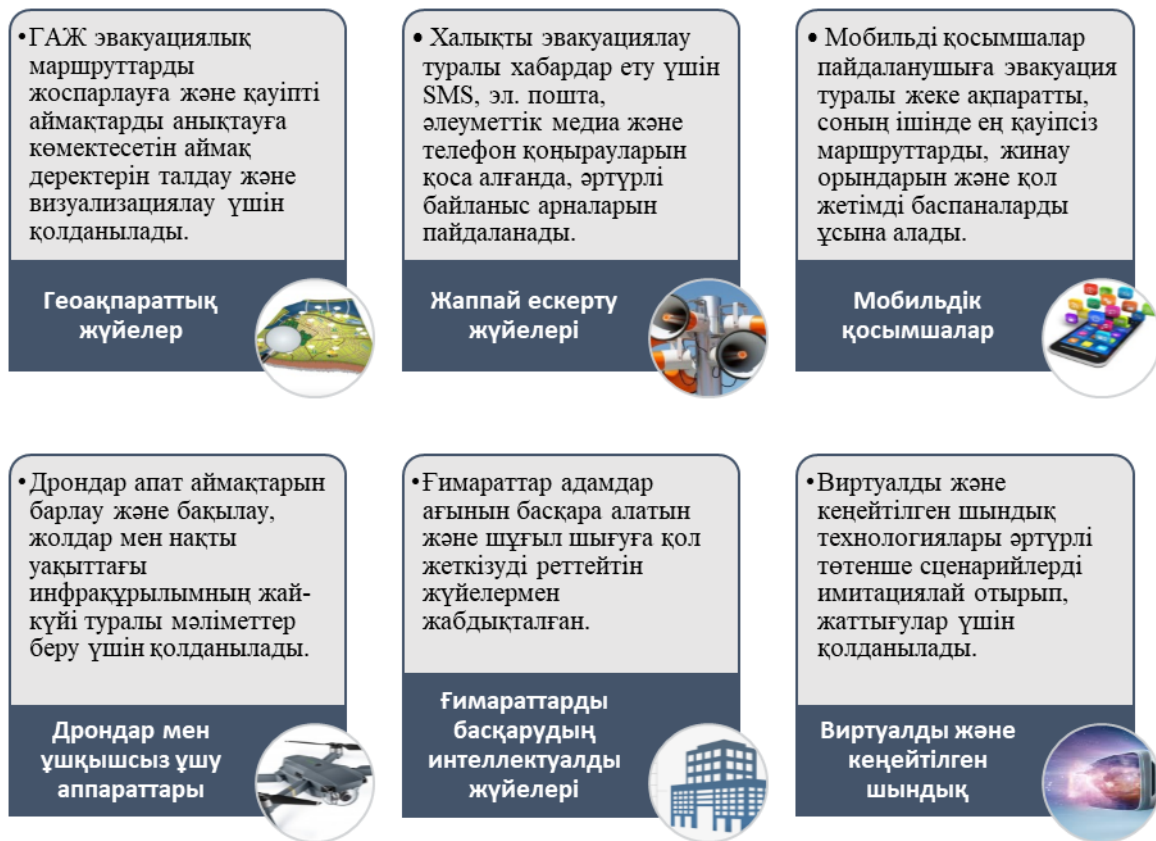 •ГАЖ эвакуациялық
маршруттарды
жоспарлауға және қауіпті
аймақтарды анықтауға
көмектесетін аймақ
деректерін талдау және
визуализациялау үшін
қолданылады.
Геоақпараттық
жүйелер
• Халықты эвакуациялау
туралы хабардар ету үшін
SMS, эл. пошта,
әлеуметтік медиа және
телефон қоңырауларын
қоса алғанда, әртүрлі
байланыс арналарын
пайдаланады.
Жаппай ескерту
жүйелері
• Мобильді қосымшалар
пайдаланушыға эвакуация
туралы жеке ақпаратты,
соның ішінде ең қауіпсіз
маршруттарды, жинау
орындарын және қол
жетімді баспаналарды
ұсына алады.
Мобильдік
қосымшалар
•Дрондар апат аймақтарын
барлау және бақылау,
жолдар мен нақты
уақыттағы
инфрақұрылымның жай-
күйі туралы мәліметтер
беру үшін қолданылады.
Дрондар мен
ұшқышсыз ұшу
аппараттары
•Ғимараттар адамдар
ағынын басқара алатын
және шұғыл шығуға қол
жеткізуді реттейтін
жүйелермен
жабдықталған.
Ғимараттарды
басқарудың
интеллектуалды
жүйелері
•Виртуалды және
кеңейтілген шындық
технологиялары әртүрлі
төтенше сценарийлерді
имитациялай отырып,
жаттығулар үшін
қолданылады.
Виртуалды және
кеңейтілген
шындық